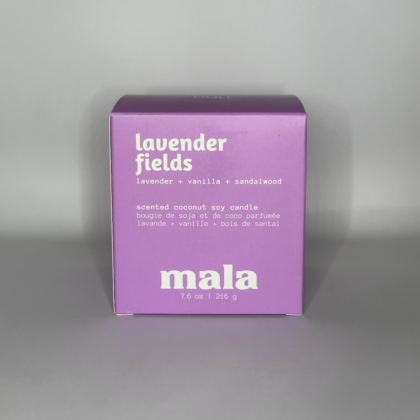 lavender
fields
lavender + vanilla + sandalwood
scented coconut soy candle
bougie de soja et de coco parfumée
lavande + vanille + bois de santal
mala
7.6 oz | 216 g